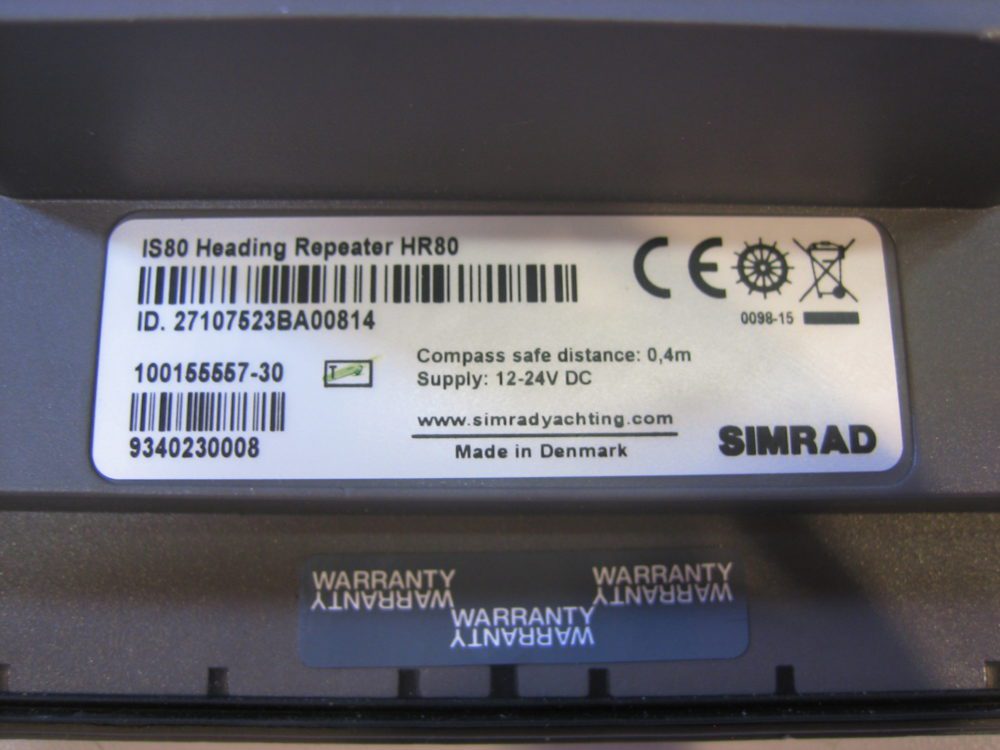 IS80 Heading Repeater HR80
CE
0098-15
ID. 27107523BA00814
100155557-30
T
Compass safe distance: 0,4m
Supply: 12-24V DC
9340230008
www.simradyachting.com
Made in Denmark
SIMRAD
WARRANTY
WARRANTY
WARRANTY
WARRANTY
WARRANTY
WARRANTY